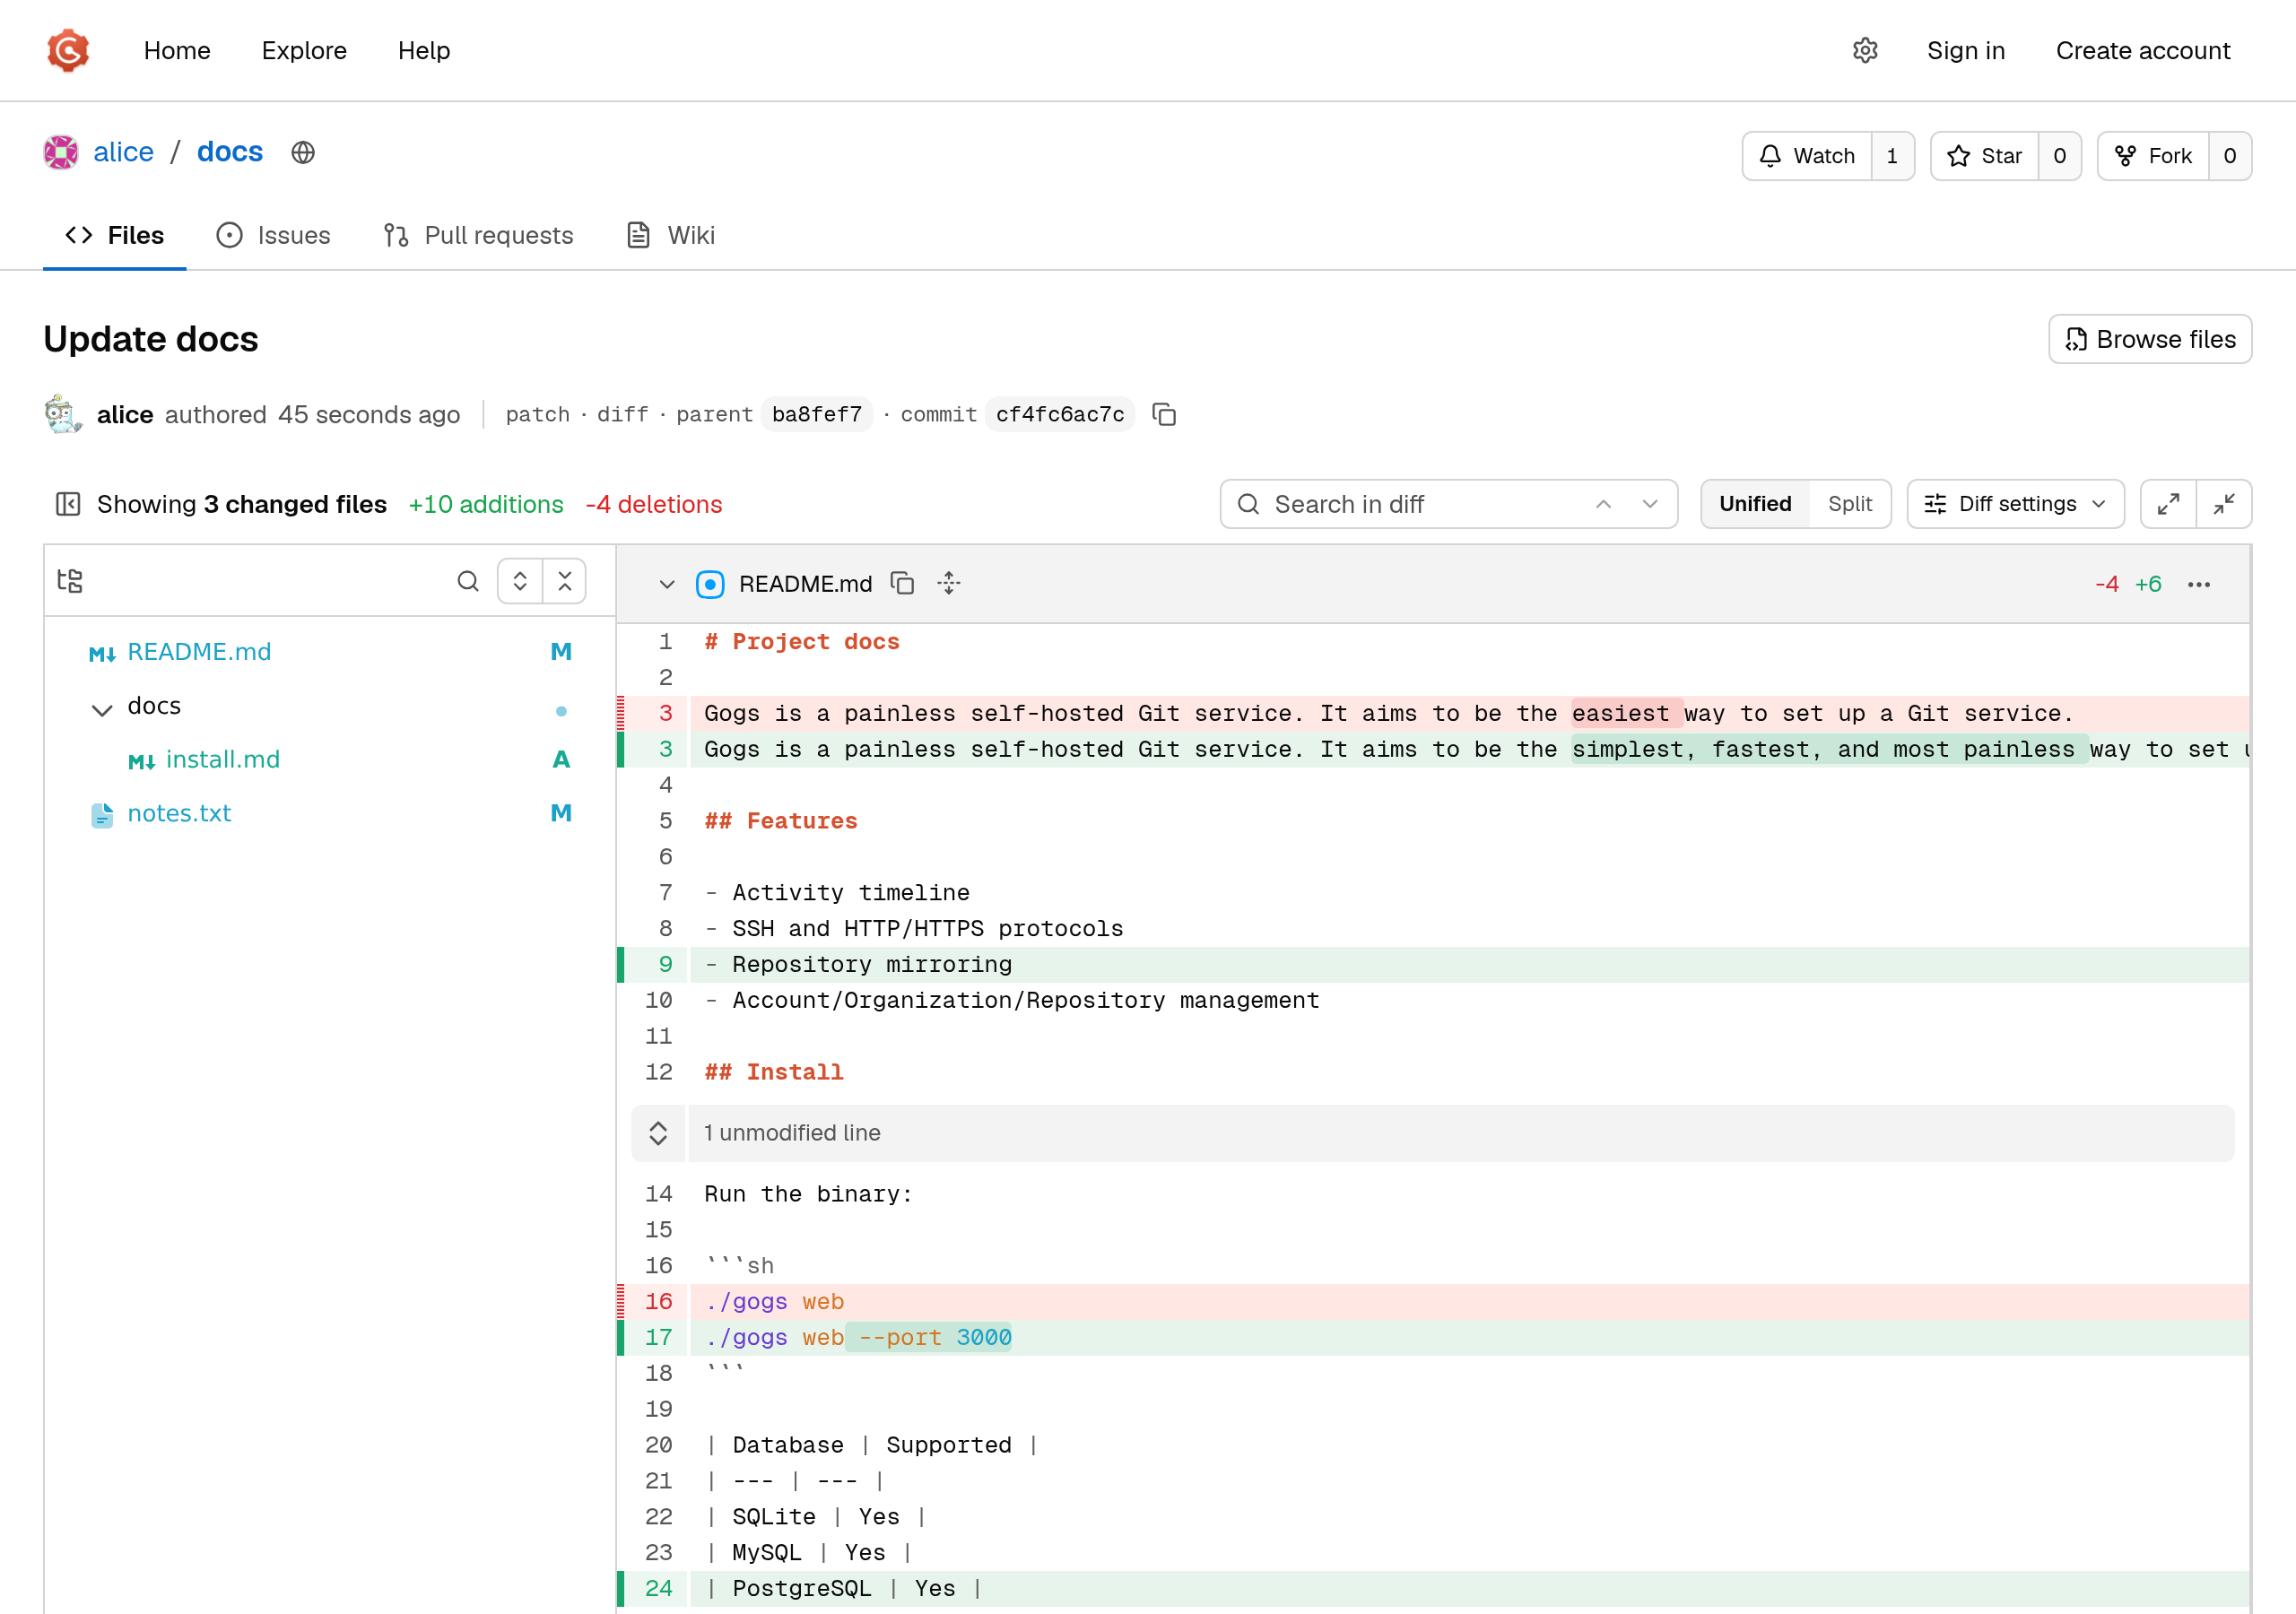 Home Explore Help Sign in Create account
alice / docs Watch 1 Star 0 Fork 0
Files Issues Pull requests Wiki
Update docs Browse files
alice authored 45 seconds ago patch · diff · parent ba8fef7 · commit cf4fc6ac7c
Showing 3 changed files +10 additions -4 deletions Search in diff Unified Split Diff settings
README.md M
docs
install.md A
notes.txt M
README.md -4 +6
1 # Project docs
2
3 Gogs is a painless self-hosted Git service. It aims to be the easiest way to set up a Git service.
3 Gogs is a painless self-hosted Git service. It aims to be the simplest, fastest, and most painless way to set
4
5 ## Features
6
7 - Activity timeline
8 - SSH and HTTP/HTTPS protocols
9 - Repository mirroring
10 - Account/Organization/Repository management
11
12 ## Install
1 unmodified line
14 Run the binary:
15
16 ```sh
16 ./gogs web
17 ./gogs web --port 3000
18 ```
19
20 | Database | Supported |
21 | --- | --- |
22 | SQLite | Yes |
23 | MySQL | Yes |
24 | PostgreSQL | Yes |